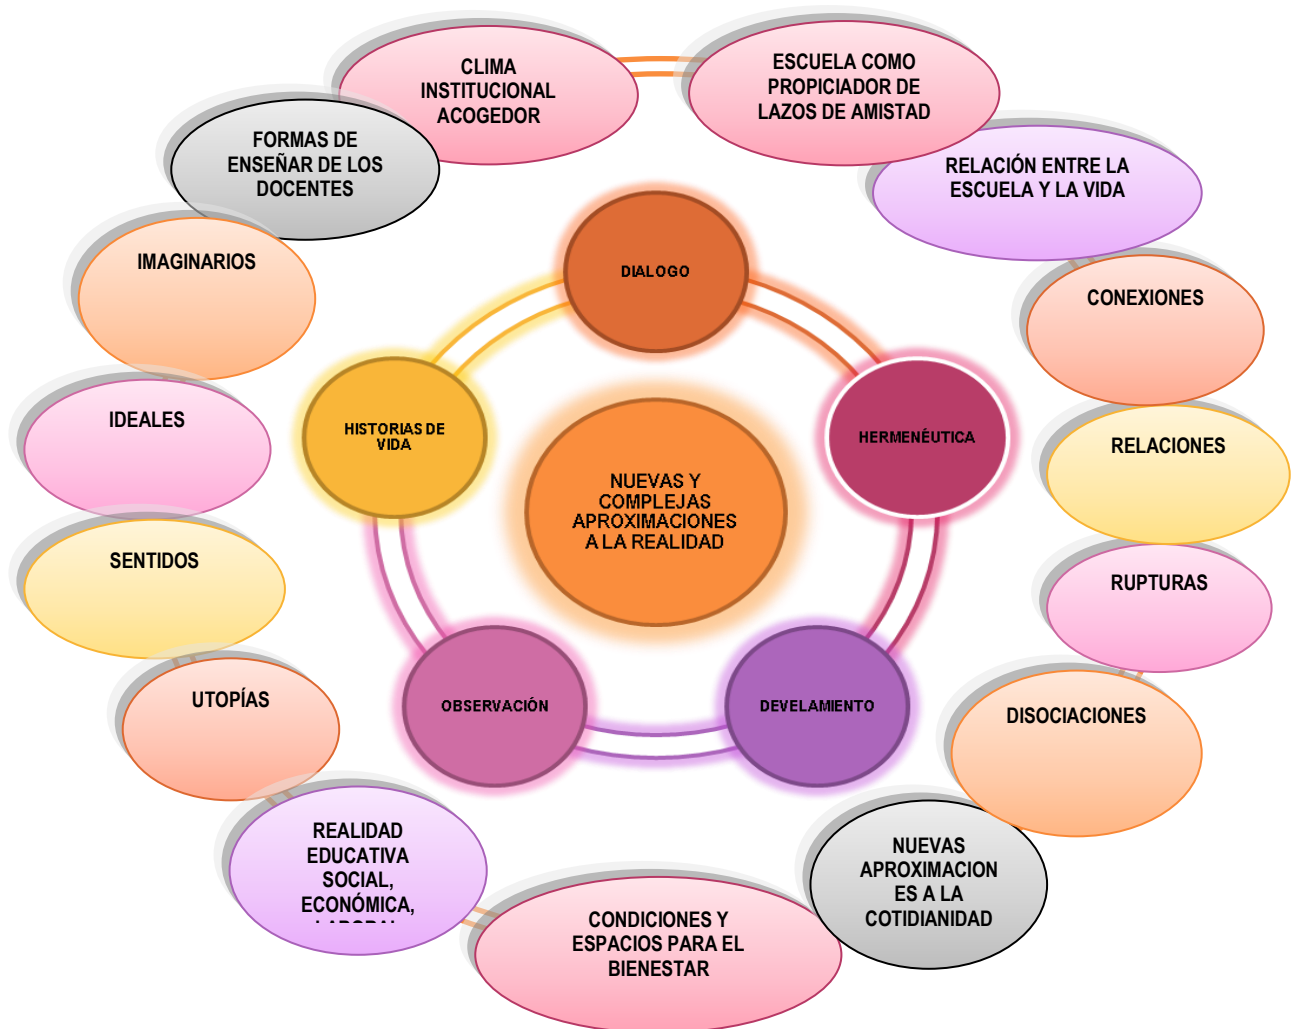 CLIMA
INSTITUCIONAL
ACOGEDOR
ESCUELA COMO
PROPICIADOR DE
LAZOS DE AMISTAD
FORMAS DE
ENSEÑAR DE LOS
DOCENTES
RELACIÓN ENTRE LA
ESCUELA Y LA VIDA
IMAGINARIOS
CONEXIONES
IDEALES
RELACIONES
SENTIDOS
RUPTURAS
UTOPÍAS
DISOCIACIONES
REALIDAD
EDUCATIVA
SOCIAL,
ECONÓMICA,
CONDICIONES Y
ESPACIOS PARA EL
BIENESTAR
NUEVAS
APROXIMACION
ES A LA
COTIDIANIDAD
DIALOGO
HISTORIAS DE
VIDA
HERMENÉUTICA
NUEVAS Y
COMPLEJAS
APROXIMACIONES
A LA REALIDAD
OBSERVACIÓN
DEVELAMIENTO